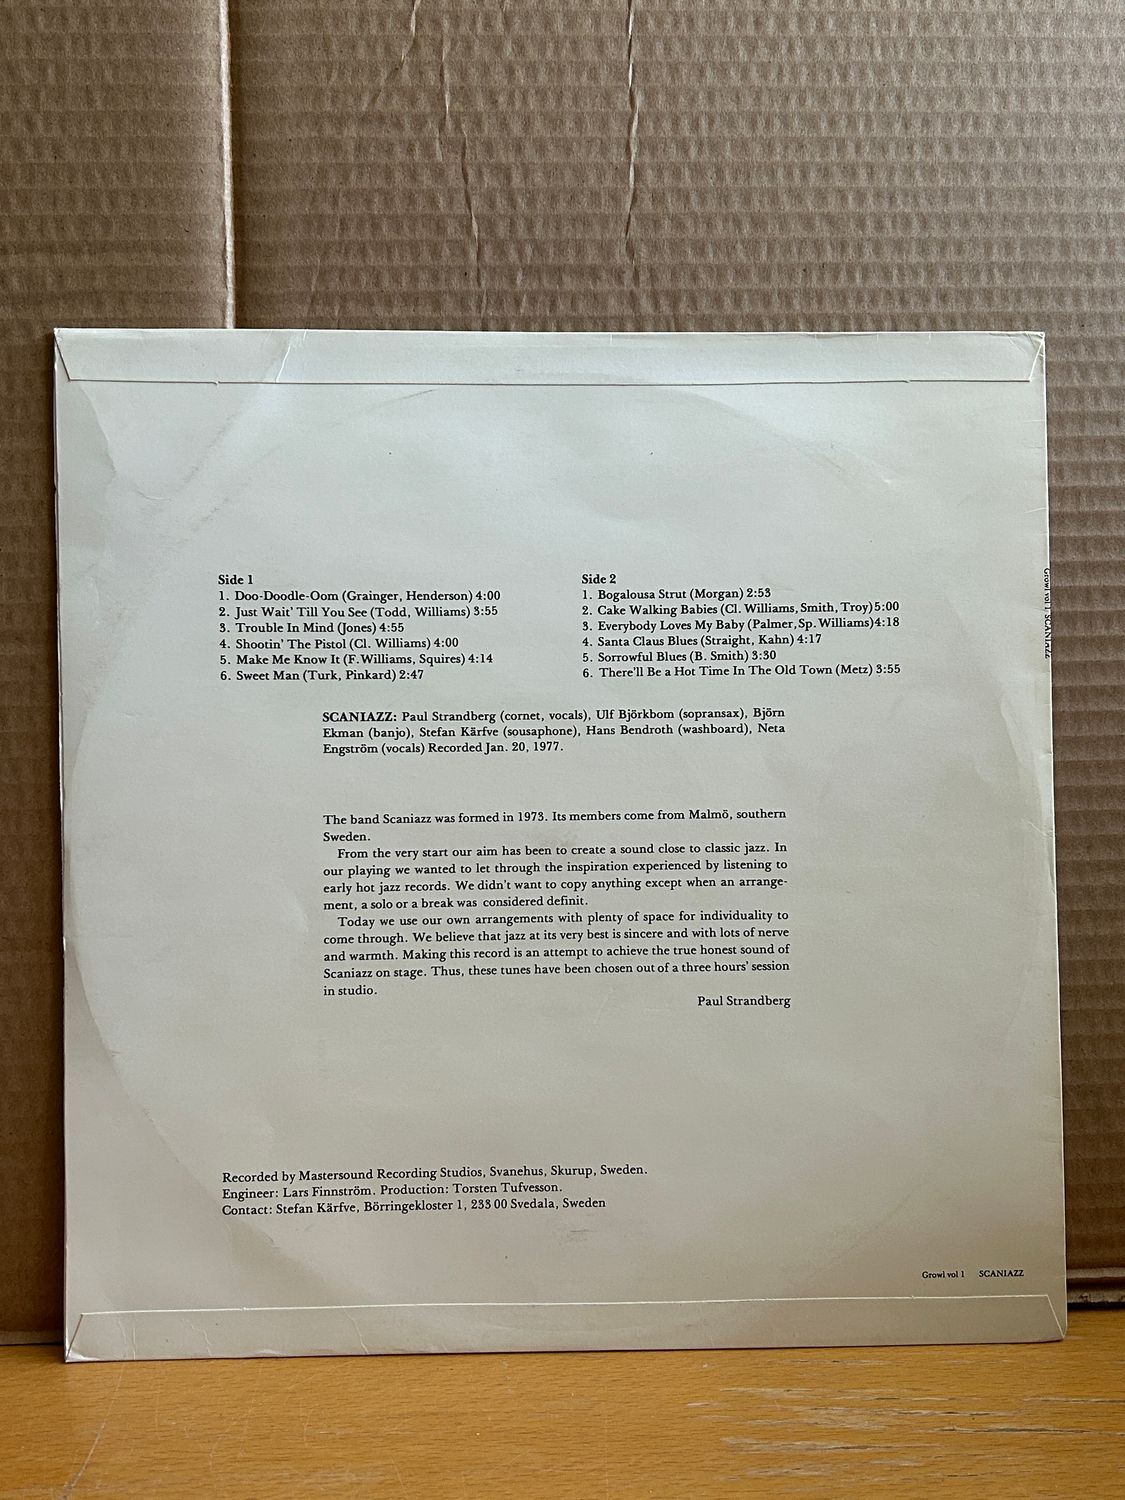 Side 1
1. Doo-Doodle-Oom (Grainger, Henderson) 4:00
2. Just Wait' Till You See (Todd, Williams) 3:55
3. Trouble In Mind (Jones) 4:55
4. Shootin' The Pistol (Cl. Williams) 4:00
5. Make Me Know It (F. Williams, Squires) 4:14
6. Sweet Man (Turk, Pinkard) 2:47
Side 2
1. Bogalousa Strut (Morgan) 2:53
2. Cake Walking Babies (Cl. Williams, Smith, Troy) 5:00
3. Everybody Loves My Baby (Palmer, Sp. Williams) 4:18
4. Santa Claus Blues (Straight, Kahn) 4:17
5. Sorrowful Blues (B. Smith) 3:30
6. There'll Be a Hot Time In The Old Town (Metz) 3:55
SCANIAZZ: Paul Strandberg (cornet, vocals), Ulf Björkbom (sopransax), Björn
Ekman (banjo), Stefan Kärfve (sousaphone), Hans Bendroth (washboard), Neta
Engström (vocals) Recorded Jan. 20, 1977.
The band Scaniazz was formed in 1973. Its members come from Malmö, southern
Sweden.
From the very start our aim has been to create a sound close to classic jazz. In
our playing we wanted to let through the inspiration experienced by listening to
early hot jazz records. We didn't want to copy anything except when an arrange-
ment, a solo or a break was considered definit.
Today we use our own arrangements with plenty of space for individuality to
come through. We believe that jazz at its very best is sincere and with lots of nerve
and warmth. Making this record is an attempt to achieve the true honest sound of
Scaniazz on stage. Thus, these tunes have been chosen out of a three hours' session
in studio.
Paul Strandberg
Recorded by Mastersound Recording Studios, Svanehus, Skurup, Sweden.
Engineer: Lars Finnström. Production: Torsten Tufvesson.
Contact: Stefan Kärfve, Börringekloster 1, 233 00 Svedala, Sweden
Growl vol 1 SCANIAZZ
Growl vol 1 SCANIAZZ